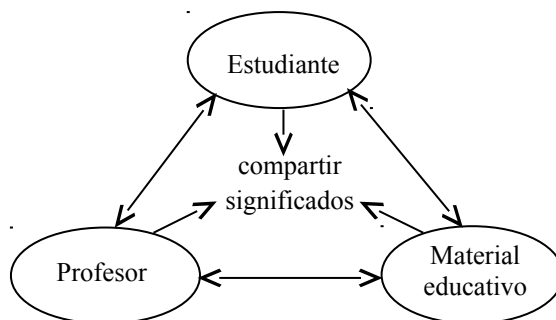 Estudiante
compartir
significados
Profesor
Material
educativo